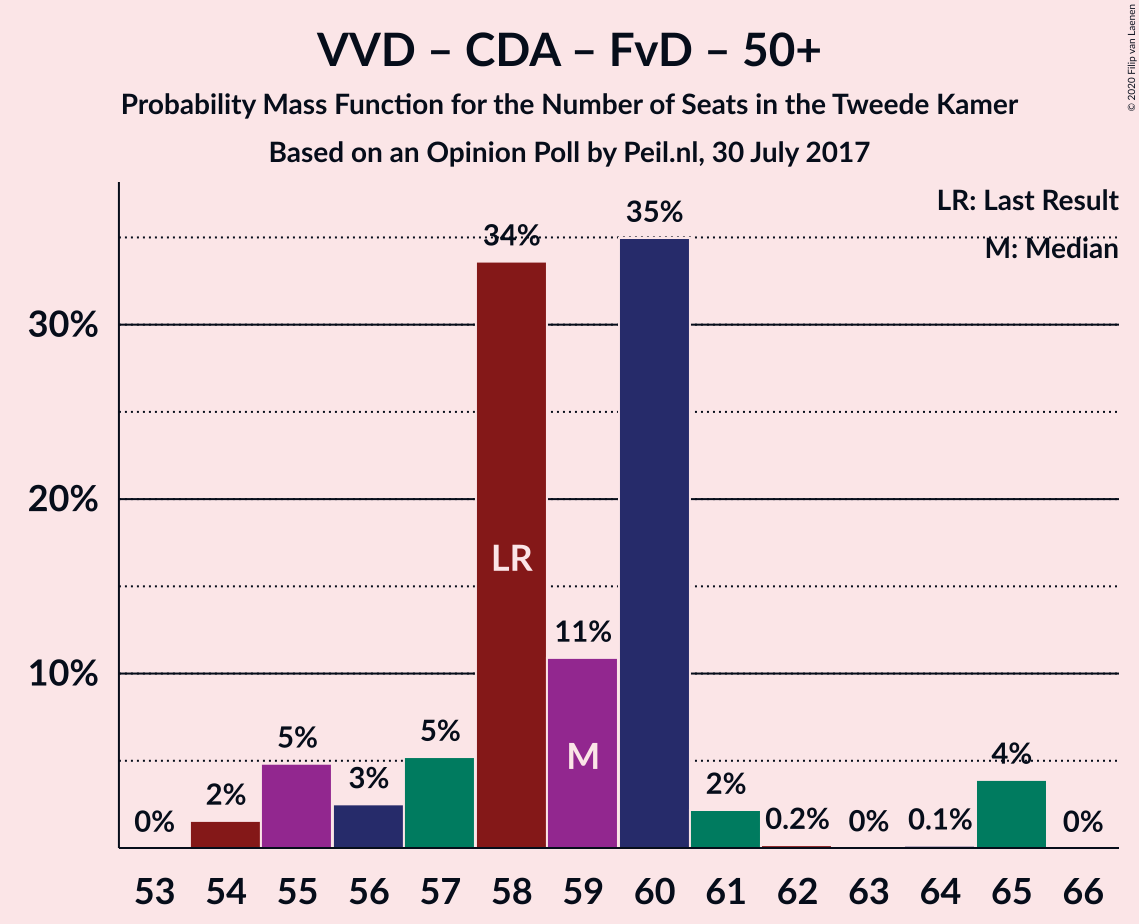 VVD – CDA – FvD – 50+
Probability Mass Function for the Number of Seats in the Tweede Kamer
Based on an Opinion Poll by Peil.nl, 30 July 2017
© 2020 Filip van Laenen
LR: Last Result
M: Median
30%
20%
10%
0%
2%
5%
3%
5%
34%
11%
35%
2%
0.2%
0%
0.1%
4%
0%
LR
M
53 54 55 56 57 58 59 60 61 62 63 64 65 66